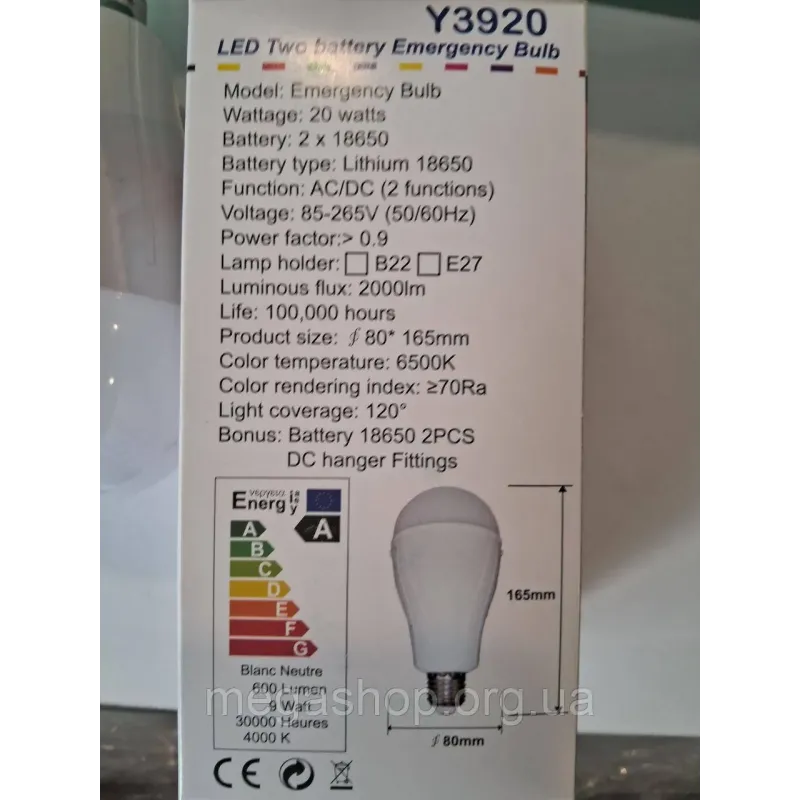 Y3920
LED Two battery Emergency Bulb
Model: Emergency Bulb
Wattage: 20 watts
Battery: 2 x 18650
Battery type: Lithium 18650
Function: AC/DC (2 functions)
Voltage: 85-265V (50/60Hz)
Power factor:> 0.9
Lamp holder: □ B22 □ E27
Luminous flux: 2000lm
Life: 100,000 hours
Product size: ∮ 80* 165mm
Color temperature: 6500K
Color rendering index: ≥70Ra
Light coverage: 120°
Bonus: Battery 18650 2PCS
DC hanger Fittings
Energ
A
A
B
C
D
E
F
G
Blanc Neutre
600 Lumen
9 Watt
30000 Haures
4000 K
165mm
∮ 80mm
CE
megashop.org.ua